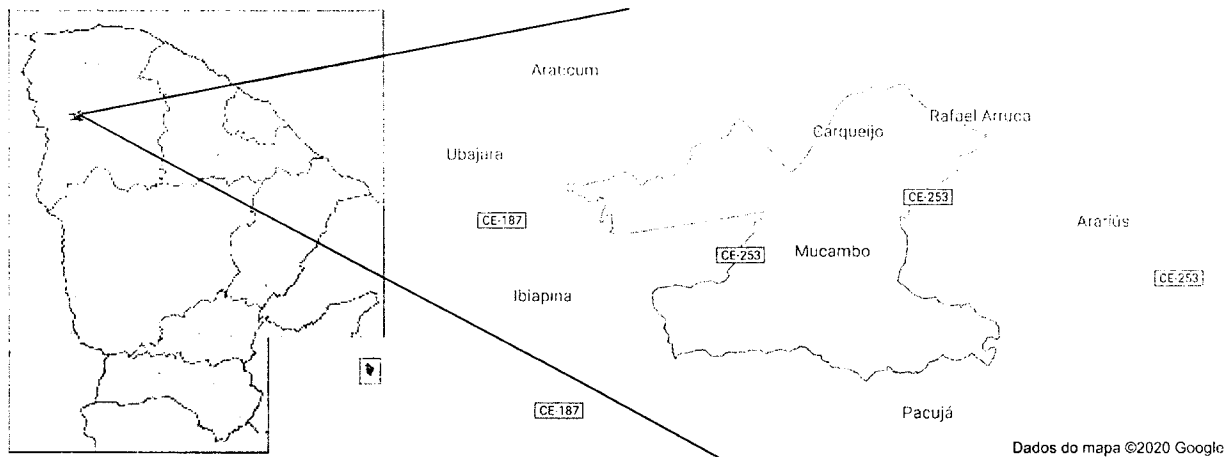 Araticum
Rafael Arruda
Carqueijo
Ubajara
CE-253
CE-187
Arariús
CE-253
Mucambo
CE-253
Ibiapina
CE-187
Pacujá
Dados do mapa ©2020 Google